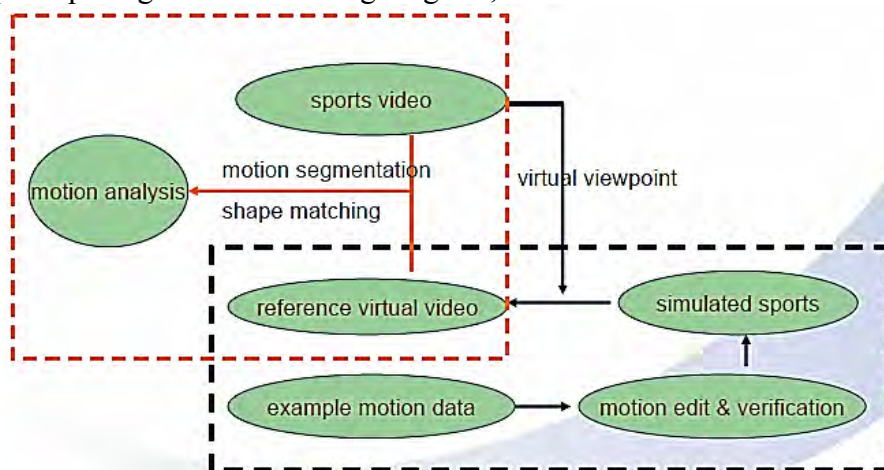 sports video
motion segmentation
motion analysis
virtual viewpoint
shape matching
reference virtual video
simulated sports
example motion data
motion edit & verification